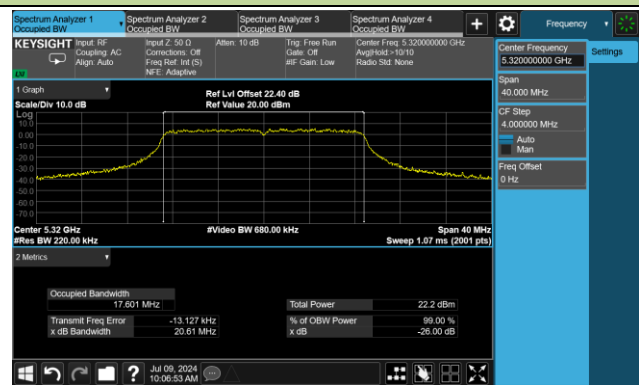 Spectrum Analyzer 1
Occupied BW
Spectrum Analyzer 2
Occupied BW
Spectrum Analyzer 3
Occupied BW
Spectrum Analyzer 4
Occupied BW
+
Frequency
KEYSIGHT
Input: RF
Coupling: AC
Align: Auto
Input Z: 50 Ω
Corrections: Off
Freq Ref: Int (S)
NFE: Adaptive
Atten: 10 dB
Trig: Free Run
Gate: Off
#IF Gain: Low
Center Freq: 5.320000000 GHz
Avg|Hold:>10/10
Radio Std: None
Center Frequency
5.320000000 GHz
Settings
Span
40.000 MHz
CF Step
4.000000 MHz
Auto
Man
Freq Offset
0 Hz
1 Graph
Scale/Div 10.0 dB
Ref Lvl Offset 22.40 dB
Ref Value 20.00 dBm
Log
10.0
0.00
-10.0
-20.0
-30.0
-40.0
-50.0
-60.0
-70.0
Center 5.32 GHz
#Video BW 680.00 kHz
Span 40 MHz
#Res BW 220.00 kHz
Sweep 1.07 ms (2001 pts)
2 Metrics
Occupied Bandwidth
17.601 MHz
Total Power
22.2 dBm
Transmit Freq Error
-13.127 kHz
% of OBW Power
99.00 %
x dB Bandwidth
20.61 MHz
x dB
-26.00 dB
?
Jul 09, 2024
10:06:53 AM